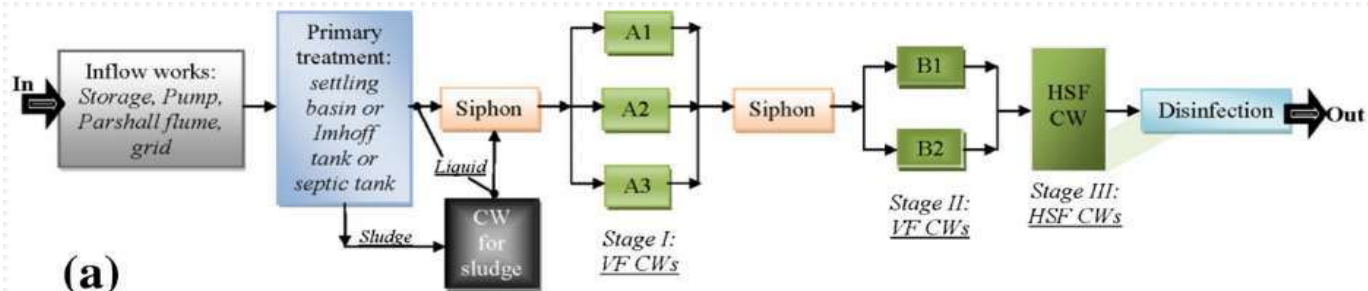 In
Inflow works:
Storage, Pump,
Parshall flume,
grid
Primary
treatment:
settling
basin or
Imhoff
tank or
septic tank
Siphon
Liquid
Sludge
CW
for
sludge
A1
A2
A3
Stage I:
VF CWs
Siphon
B1
B2
Stage II:
VF CWs
HSF
CW
Stage III:
HSF CWs
Disinfection
Out
(a)